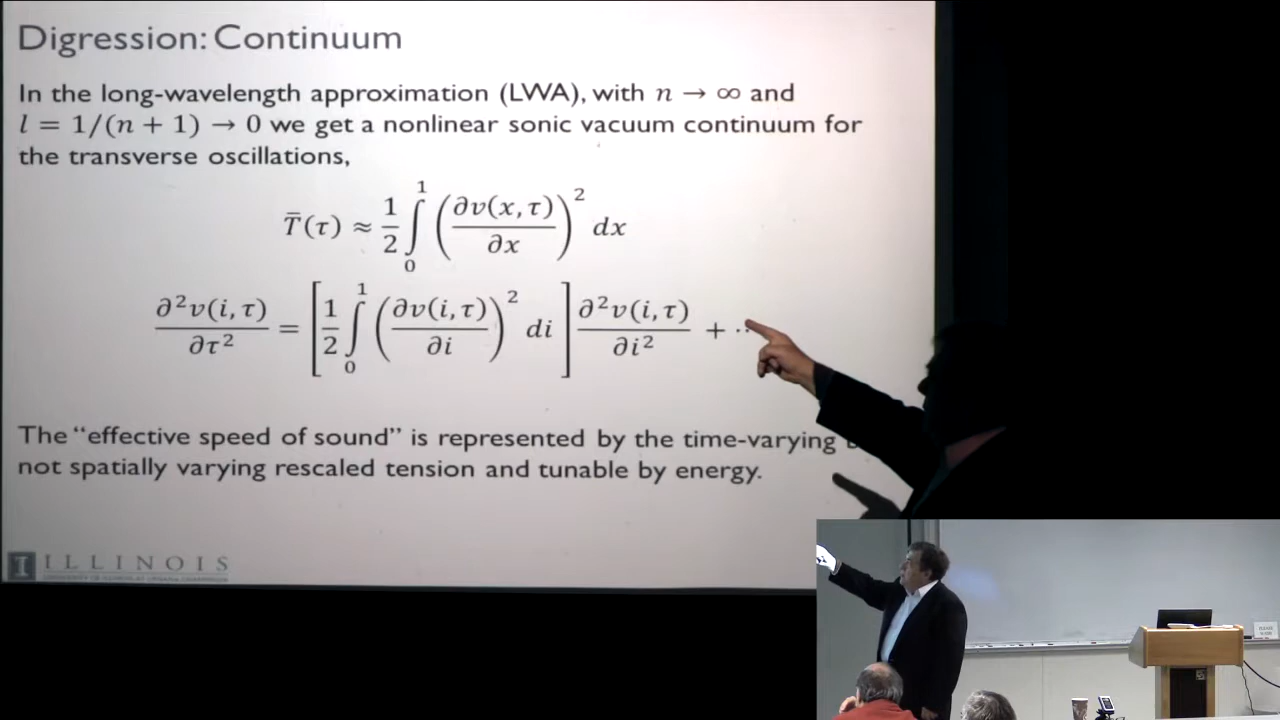 Digression: Continuum
In the long-wavelength approximation (LWA), with n → ∞ and
l = 1/(n + 1) → 0 we get a nonlinear sonic vacuum continuum for
the transverse oscillations,
T̄(τ) ≈ 1/2 ∫₀¹ (∂v(x, τ)/∂x)² dx
∂²v(i, τ)/∂τ² = [1/2 ∫₀¹ (∂v(i, τ)/∂i)² di] ∂²v(i, τ)/∂i² + ··
The “effective speed of sound” is represented by the time-varying
not spatially varying rescaled tension and tunable by energy.
I ILLINOIS